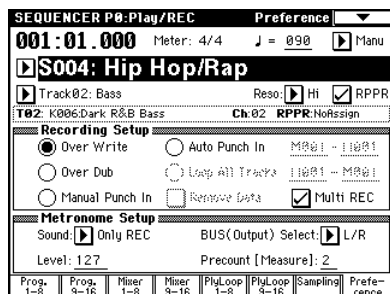 SEQUENCER P0:Play/REC Preference
001:01.000 Meter: 4/4 ♩ = 090 Manu
S004: Hip Hop/Rap
Track02: Bass Reso: Hi RPPR
T02: K006:Dark R&B Bass Ch:02 RPPR:NoAssign
Recording Setup
Over Write Auto Punch In M001 - M001
Over Dub Loop All Tracks M001 - M001
Manual Punch In Remove Data Multi REC
Metronome Setup
Sound: Only REC BUS(Output) Select: L/R
Level: 127 Precount [Measure]: 2
Prog. 1-8 Prog. 9-16 Mixer 1-8 Mixer 9-16 PlyLoop 1-8 PlyLoop 9-16 Sampling Prefe- rence